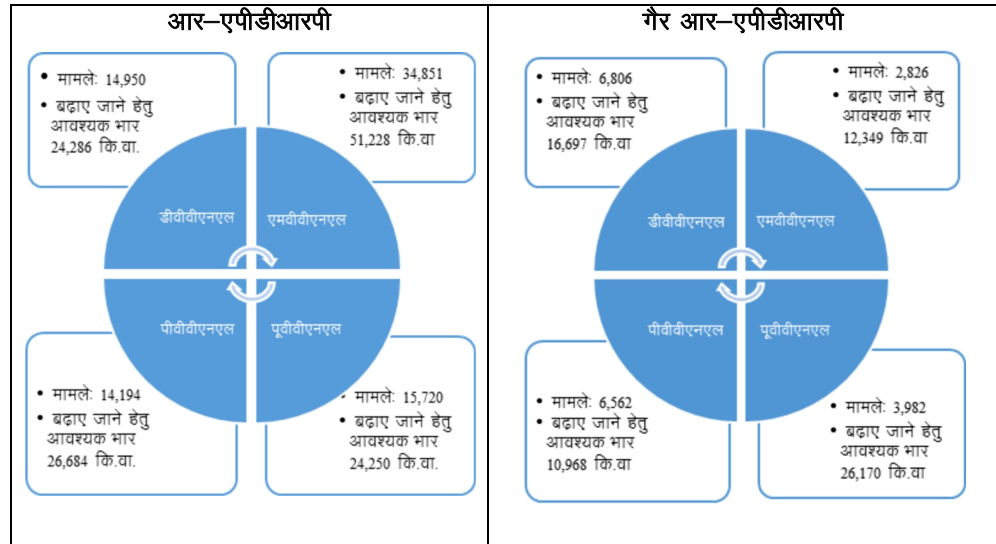 आर–एपीडीआरपी
मामलेः 14,950
बढ़ाए जाने हेतु
आवश्यक भार
24,286 कि.वा.
मामलेः 34,851
बढ़ाए जाने हेतु
आवश्यक भार
51,228 कि.वा
डीवीवीएनएल
एमवीवीएनएल
पीवीवीएनएल
पूवीवीएनएल
मामलेः 14,194
बढ़ाए जाने हेतु
आवश्यक भार
26,684 कि.वा.
मामलेः 15,720
बढ़ाए जाने हेतु
आवश्यक भार
24,250 कि.वा.
गैर आर–एपीडीआरपी
मामलेः 6,806
बढ़ाए जाने हेतु
आवश्यक भार
16,697 कि.वा
मामलेः 2,826
बढ़ाए जाने हेतु
आवश्यक भार
12,349 कि.वा
डीवीवीएनएल
एमवीवीएनएल
पीवीवीएनएल
पूवीवीएनएल
मामलेः 6,562
बढ़ाए जाने हेतु
आवश्यक भार
10,968 कि.वा
मामलेः 3,982
बढ़ाए जाने हेतु
आवश्यक भार
26,170 कि.वा